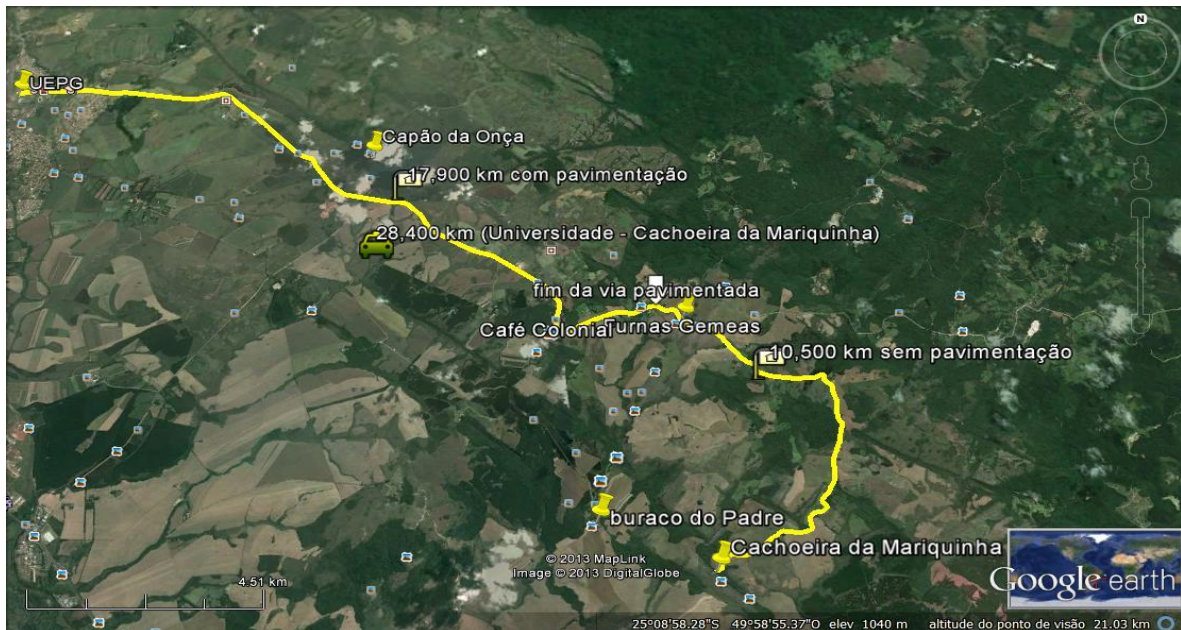 N
UEPG
Capão da Onça
17,900 km com pavimentação
28,400 km (Universidade - Cachoeira da Mariquinha)
fim da via pavimentada
Café Colonial
Furnas Gemeas
10,500 km sem pavimentação
buraco do Padre
Cachoeira da Mariquinha
© 2013 MapLink
Image © 2013 DigitalGlobe
Google earth
4.51 km
25°08'58.28"S 49°58'55.37"O elev 1040 m altitude do ponto de visão 21.03 km